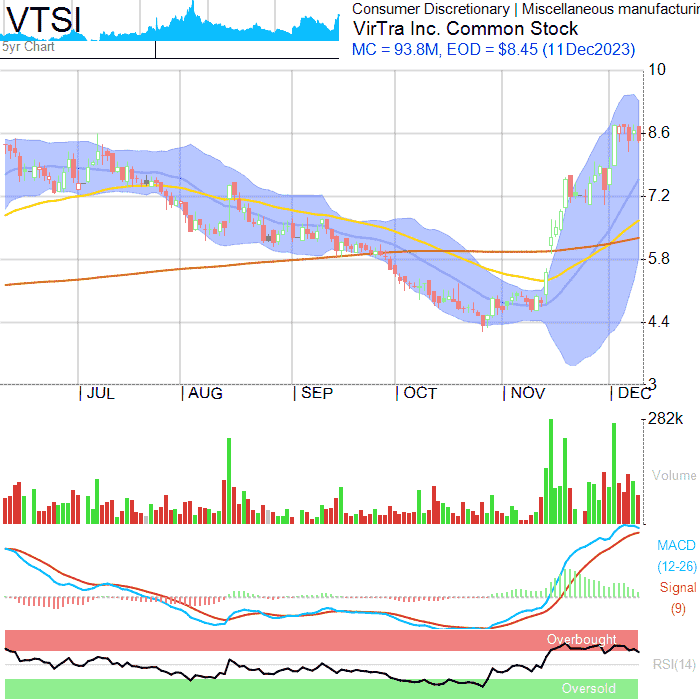 VTSI
5yr Chart
Consumer Discretionary | Miscellaneous manufacturin
VirTra Inc. Common Stock
MC = 93.8M, EOD = $8.45 (11Dec2023)
10
8.6
7.2
5.8
4.4
3
| JUL | AUG | SEP | OCT | NOV | DEC
282k
Volume
MACD
(12-26)
Signal
(9)
Overbought
RSI(14)
Oversold